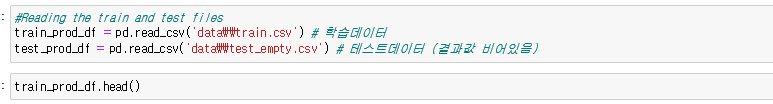 #Reading the train and test files
train_prod_df = pd.read_csv('data₩₩train.csv') # 학습데이터
test_prod_df = pd.read_csv('data₩₩test_empty.csv') # 테스트데이터 (결과값 비어있음)
train_prod_df.head()